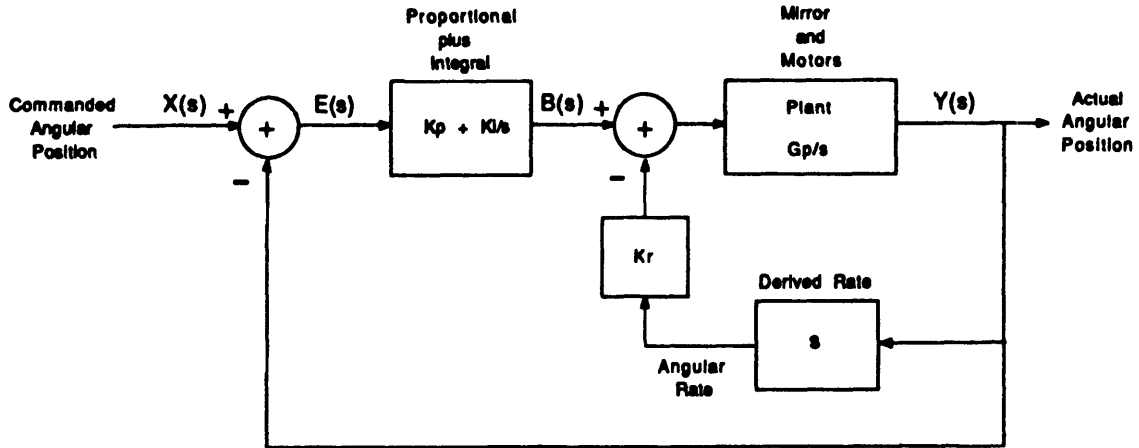 Proportional
plus
Integral
Mirror
and
Motors
Commanded
Angular
Position
X(s)
+
+
−
E(s)
Kp + Ki/s
B(s)
+
+
−
Plant
Gp/s
Y(s)
Actual
Angular
Position
Kr
Derived Rate
S
Angular
Rate